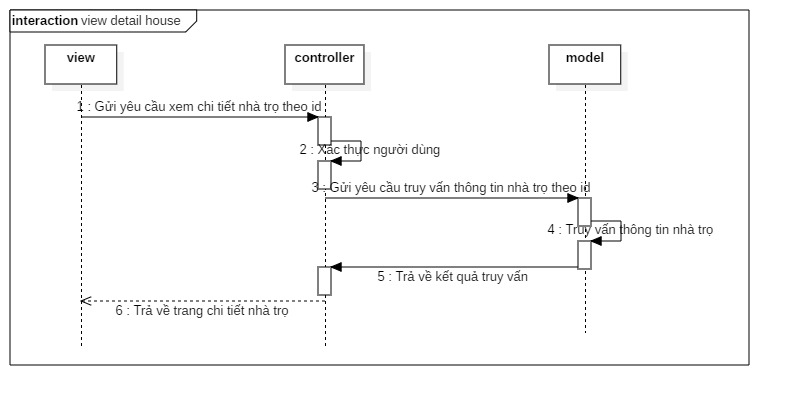 interaction view detail house
view
controller
model
1 : Gửi yêu cầu xem chi tiết nhà trọ theo id
2 : Xác thực người dùng
3 : Gửi yêu cầu truy vấn thông tin nhà trọ theo id
4 : Truy vấn thông tin nhà trọ
5 : Trả về kết quả truy vấn
6 : Trả về trang chi tiết nhà trọ